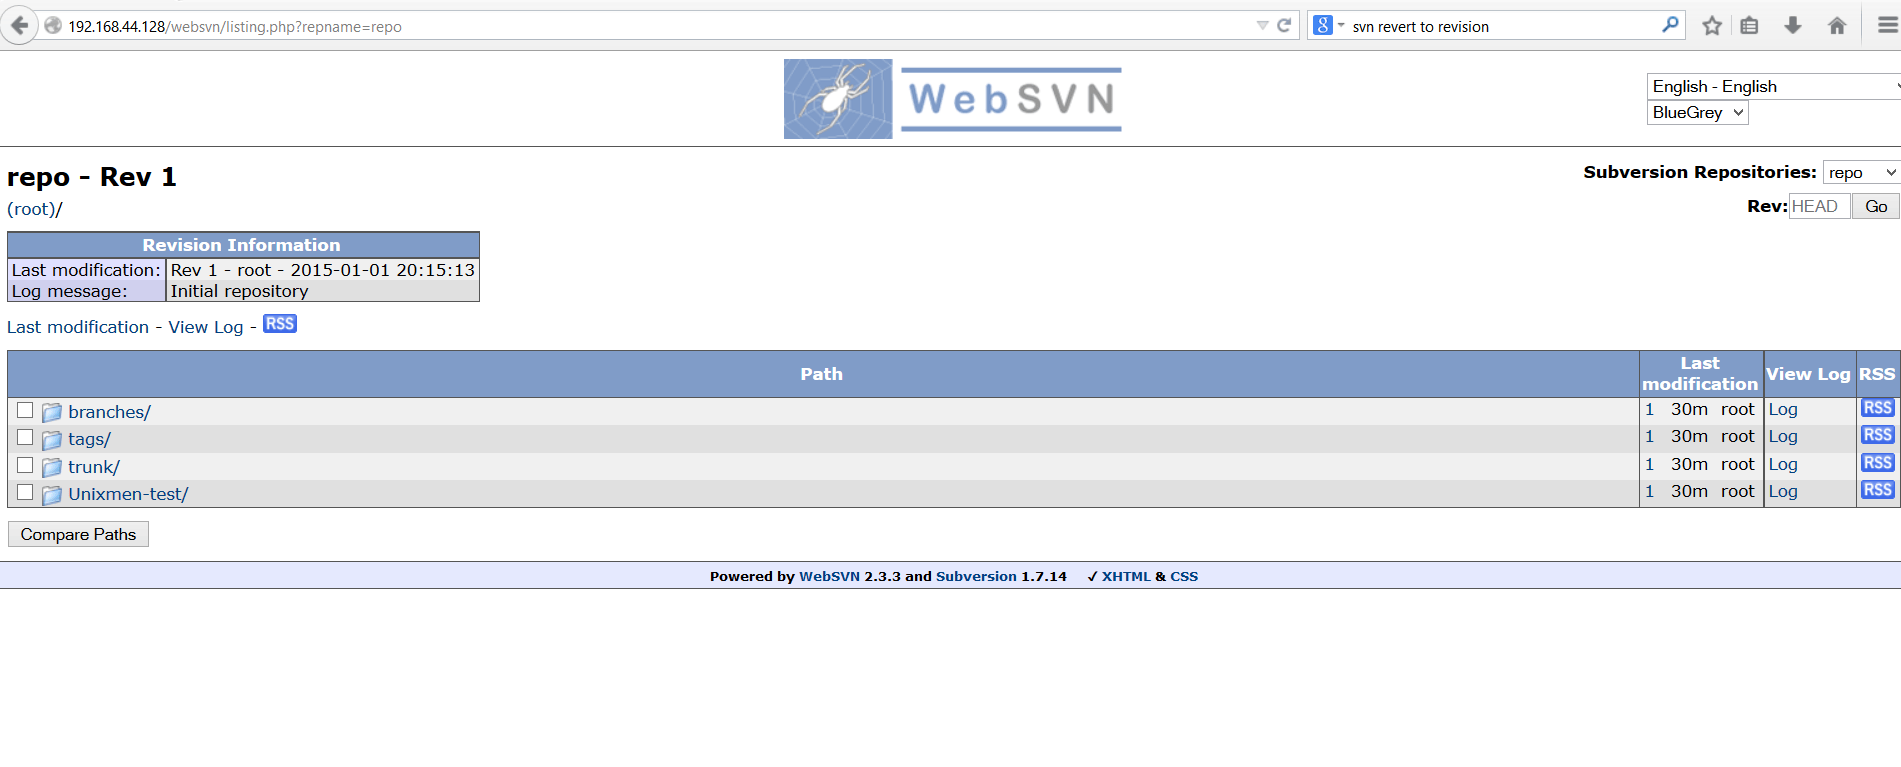 192.168.44.128/websvn/listing.php?repname=repo
8 svn revert to revision
WebSVN
English - English
BlueGrey
repo - Rev 1
Subversion Repositories: repo
(root)/
Rev: HEAD Go
Revision Information
Last modification: Rev 1 - root - 2015-01-01 20:15:13
Log message: Initial repository
Last modification - View Log - RSS
Path Last modification View Log RSS
branches/ 1 30m root Log RSS
tags/ 1 30m root Log RSS
trunk/ 1 30m root Log RSS
Unixmen-test/ 1 30m root Log RSS
Compare Paths
Powered by WebSVN 2.3.3 and Subversion 1.7.14 ✓ XHTML & CSS